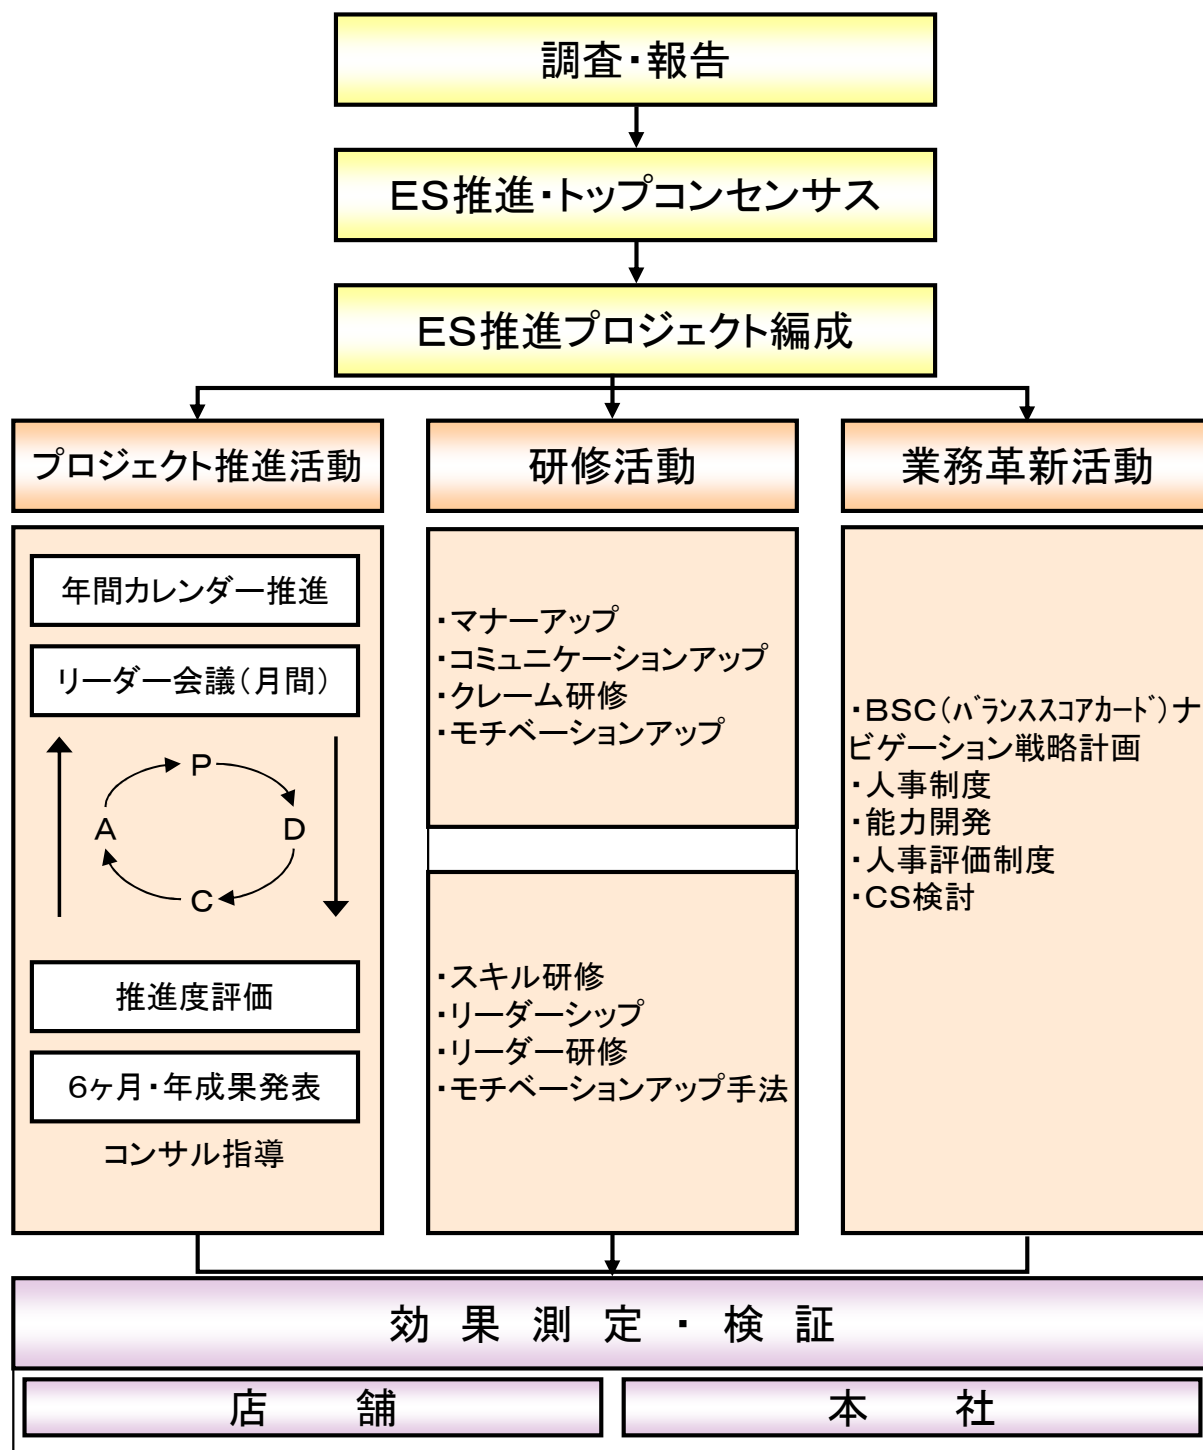 調査・報告
ES推進・トップコンセンサス
ES推進プロジェクト編成
プロジェクト推進活動
年間カレンダー推進
リーダー会議(月間)
P
A
D
C
推進度評価
6ヶ月・年成果発表
コンサル指導
研修活動
・マナーアップ
・コミュニケーションアップ
・クレーム研修
・モチベーションアップ
・スキル研修
・リーダーシップ
・リーダー研修
・モチベーションアップ手法
業務革新活動
・BSC(バランススコアカード)ナ
ビゲーション戦略計画
・人事制度
・能力開発
・人事評価制度
・CS検討
効 果 測 定 ・ 検 証
店 舗
本 社